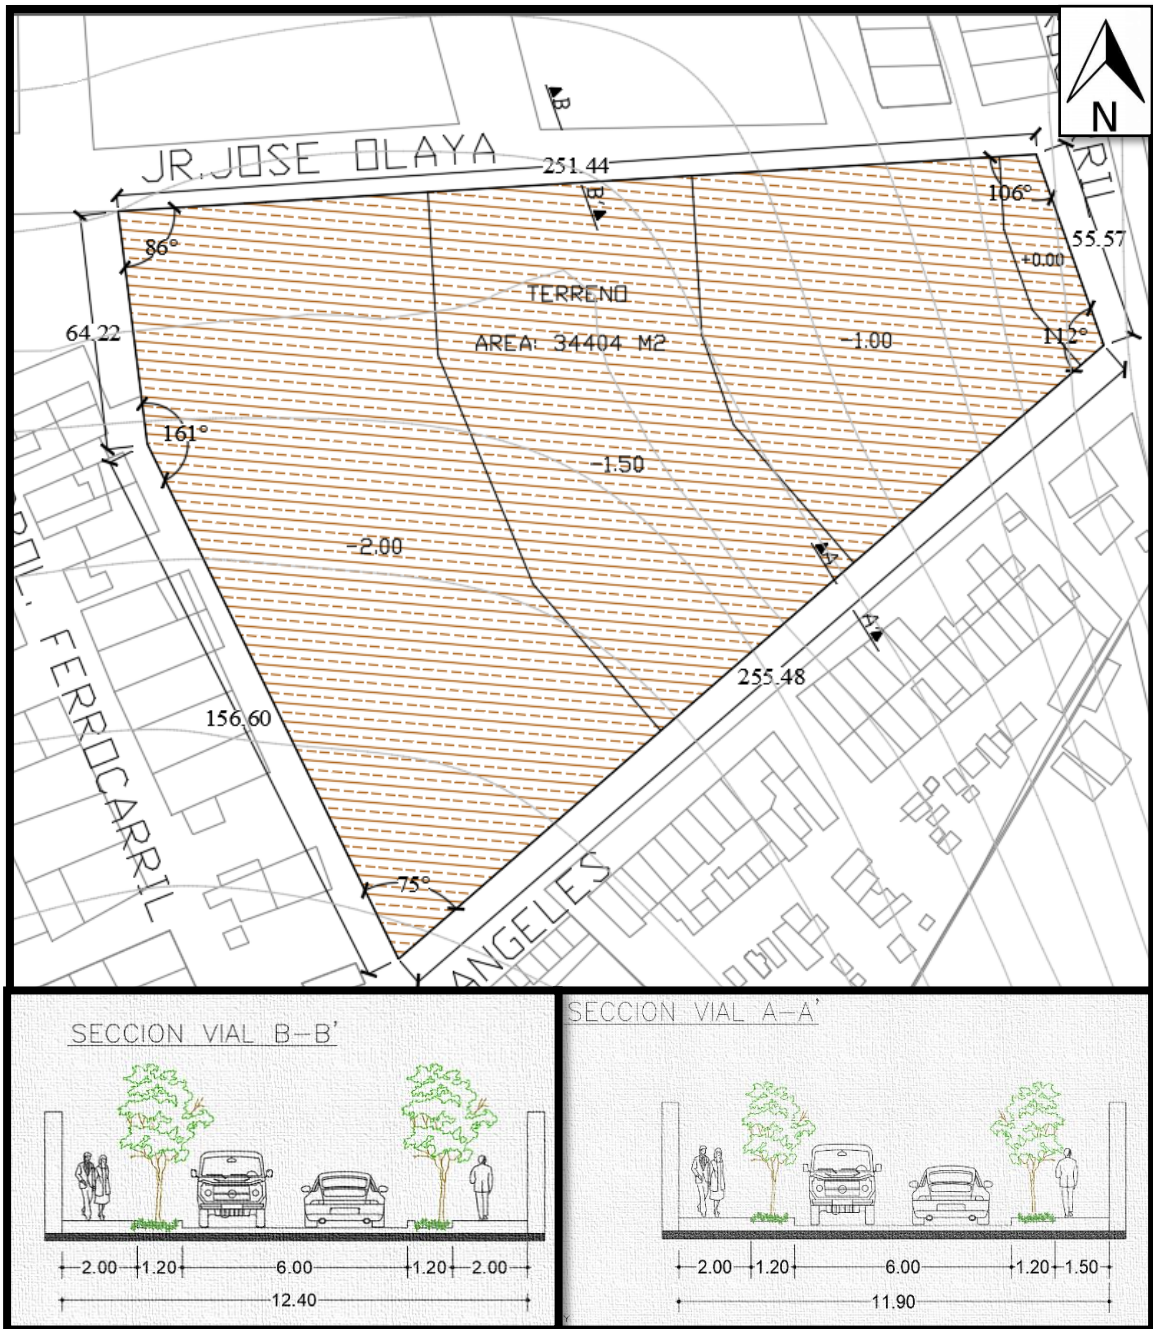 N
B
JR.JOSE OLAYA
251.44
RIL
B'
106°
86°
55.57
+0.00
TERRENO
64.22
AREA: 34404 M2
-1.00
112°
161°
-1.50
-2.00
A
A'
FERROCARRIL
255.48
156.60
75°
ANGELES
SECCION VIAL B-B'
2.00 1.20 6.00 1.20 2.00
12.40
SECCION VIAL A-A'
2.00 1.20 6.00 1.20 1.50
11.90